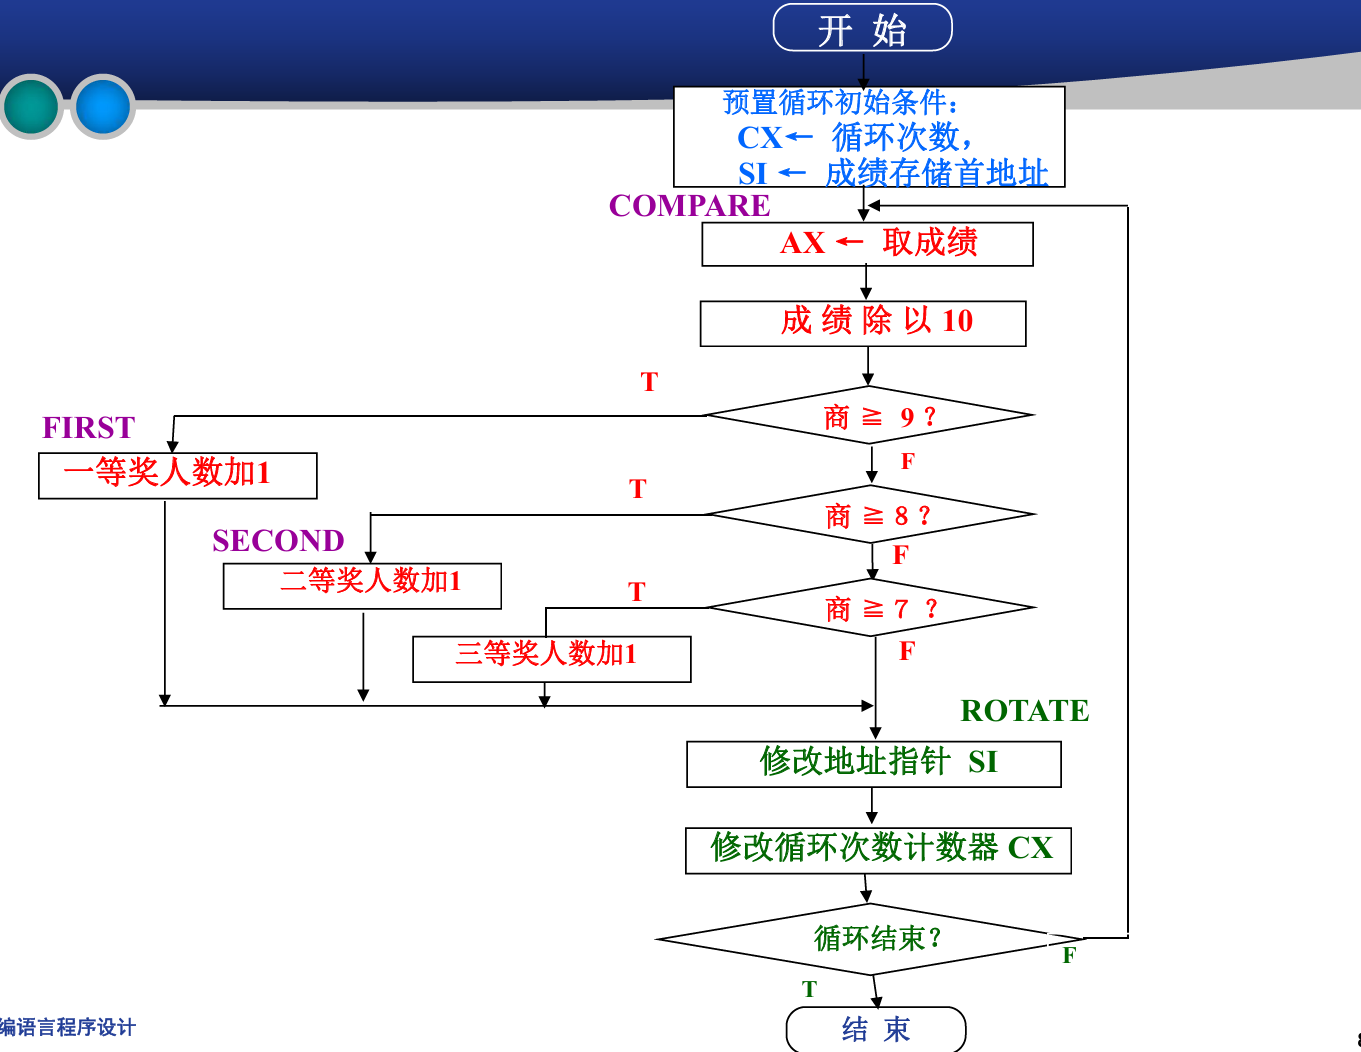 开 始
预置循环初始条件：
CX← 循环次数，
SI ← 成绩存储首地址
COMPARE
AX ← 取成绩
成 绩 除 以 10
T
商 ≧ 9？
FIRST
F
一等奖人数加1
T
商 ≧ 8？
SECOND
F
二等奖人数加1
T
商 ≧ 7 ？
F
三等奖人数加1
ROTATE
修改地址指针 SI
修改循环次数计数器 CX
循环结束？
F
T
编语言程序设计
结 束